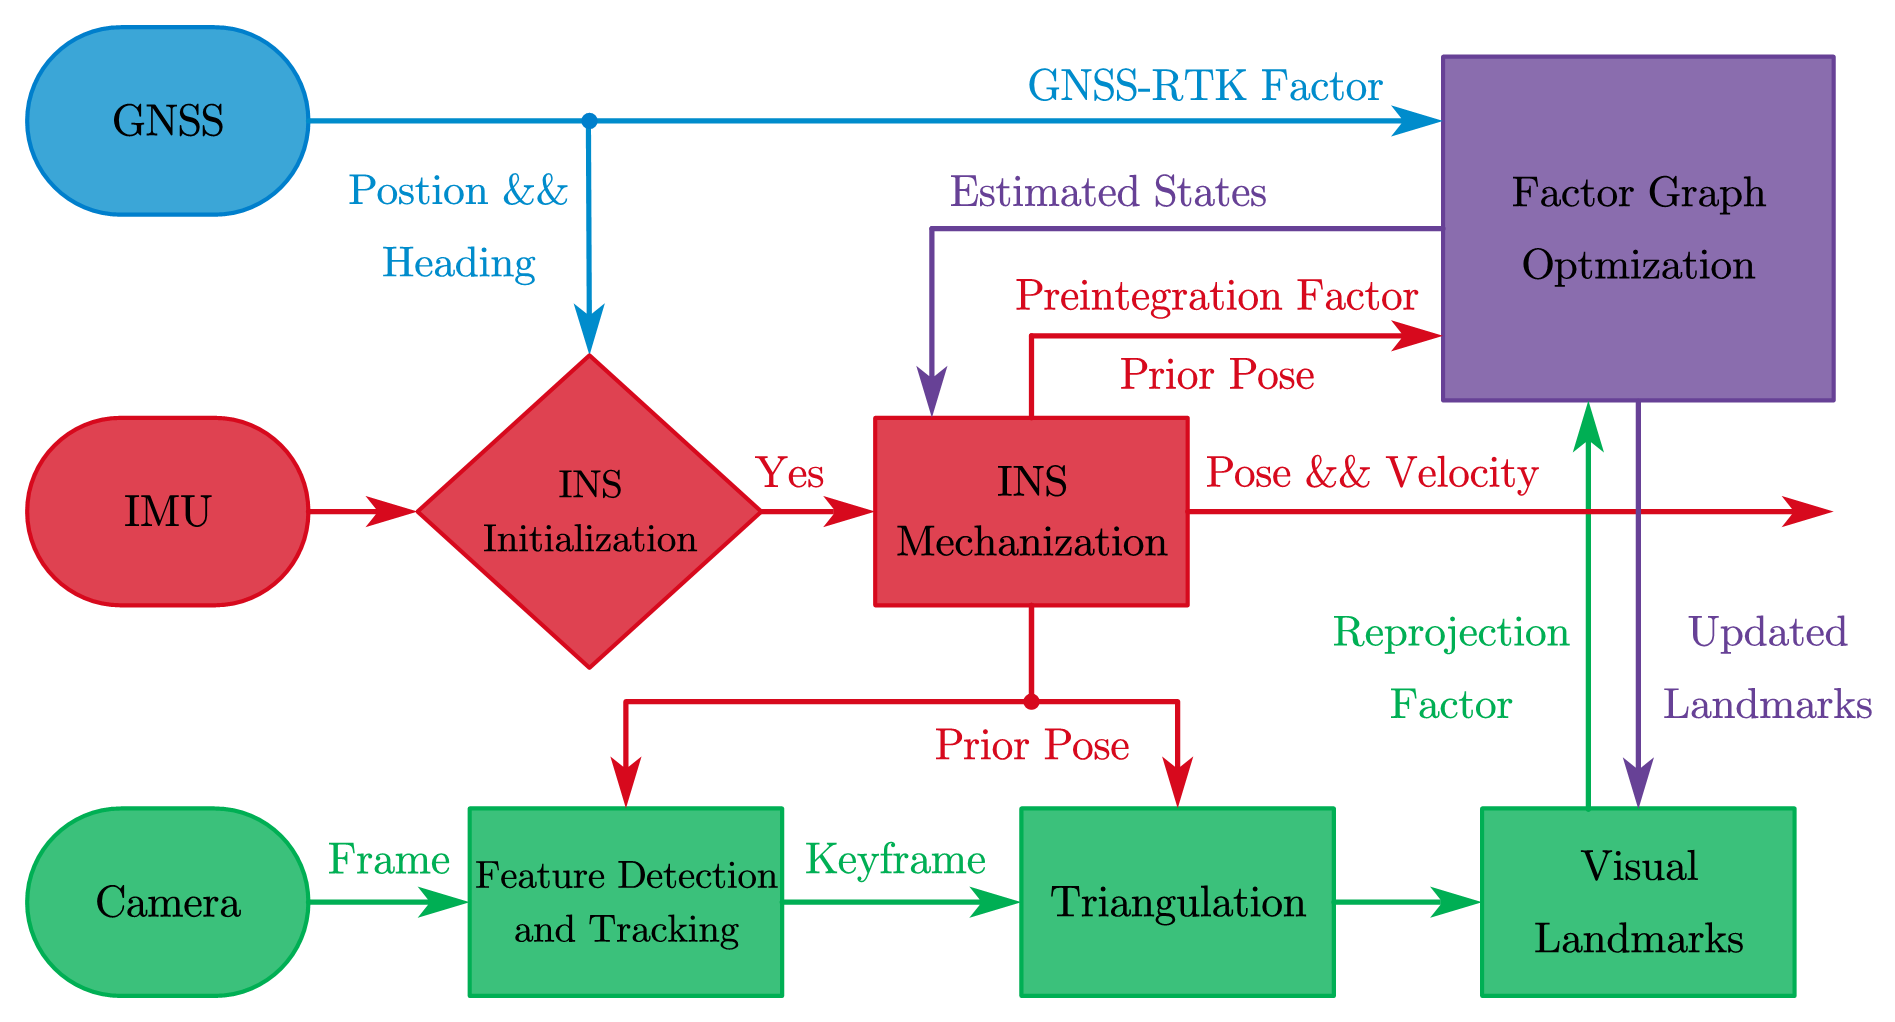 GNSS
GNSS-RTK Factor
Postion &&
Heading
Estimated States
Factor Graph
Optmization
Preintegration Factor
Prior Pose
IMU
INS
Initialization
Yes
INS
Mechanization
Pose && Velocity
Reprojection
Factor
Updated
Landmarks
Prior Pose
Camera
Frame
Feature Detection
and Tracking
Keyframe
Triangulation
Visual
Landmarks